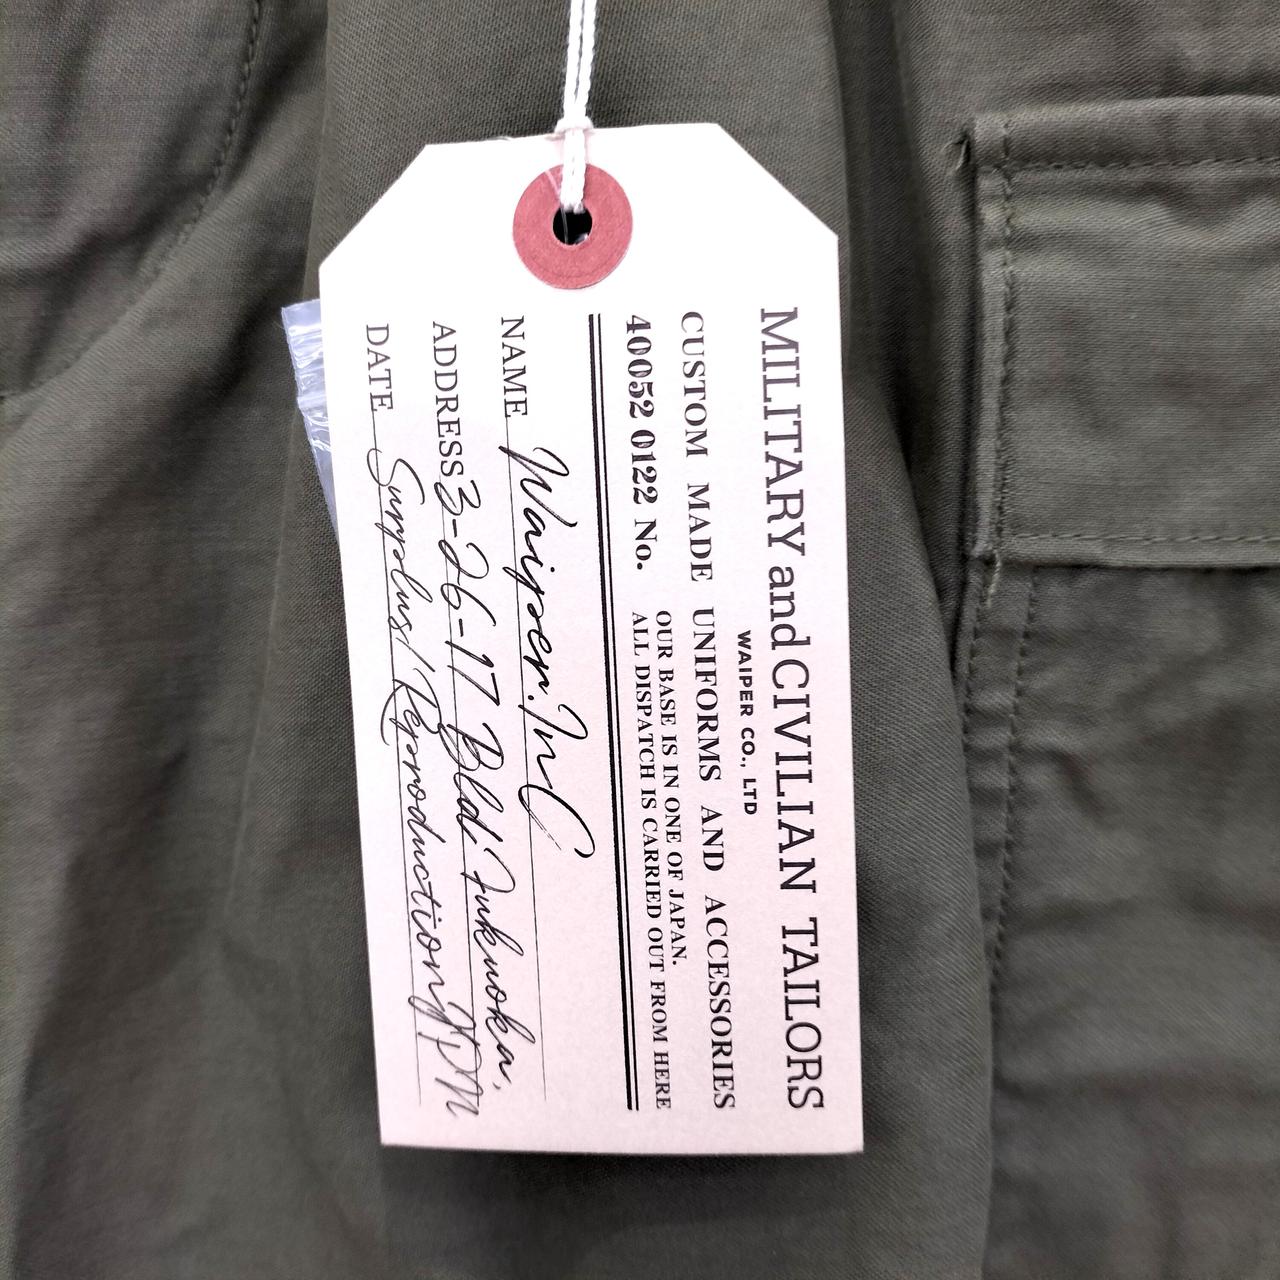 MILITARY and CIVILIAN TAILORS
WAIPER CO., LTD
CUSTOM MADE UNIFORMS AND ACCESSORIES
40052 0122 No.
OUR BASE IS IN ONE OF JAPAN.
ALL DISPATCH IS CARRIED OUT FROM HERE
NAME Waiper.InC
ADDRESS 3-26-17 Bldi Fukuoka,
DATE Surplus/Reproduction JPN